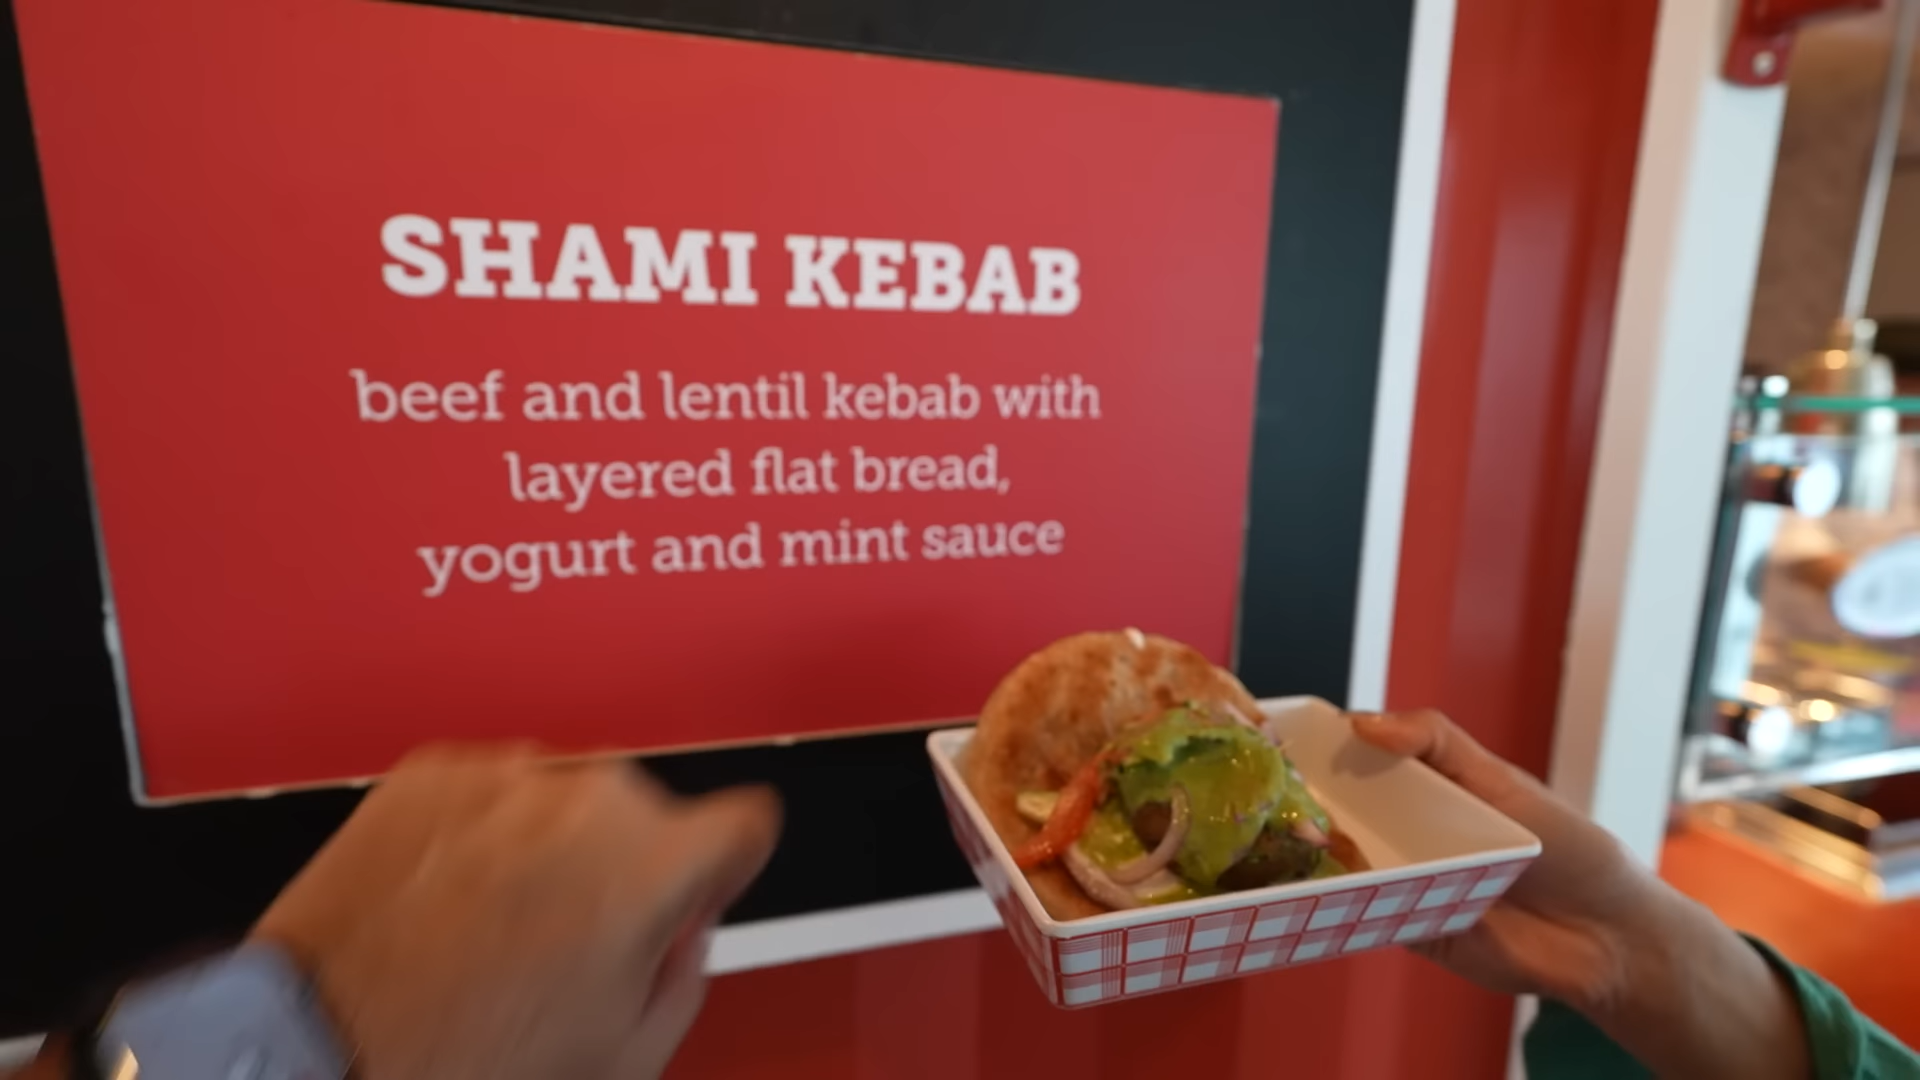 SHAMI KEBAB
beef and lentil kebab with
layered flat bread,
yogurt and mint sauce